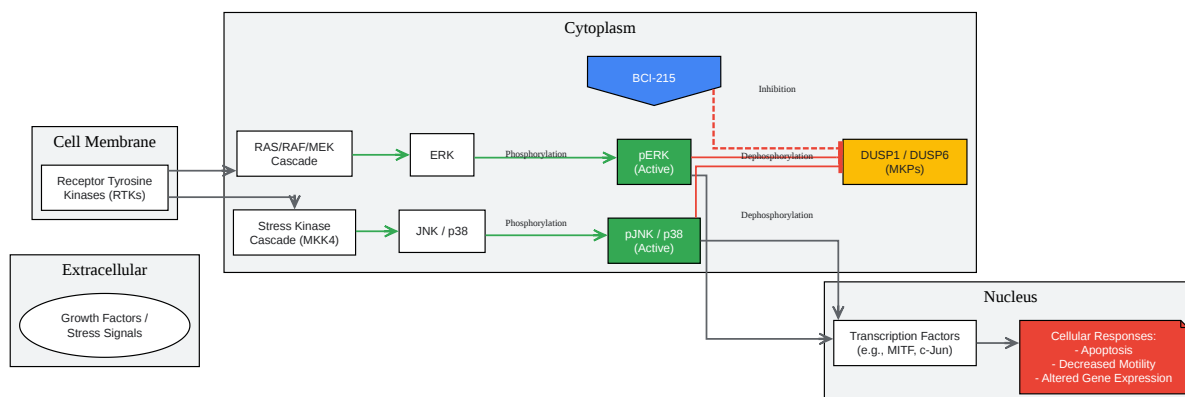 Cytoplasm
BCI-215
Inhibition
Cell Membrane
Receptor Tyrosine
Kinases (RTKs)
RAS/RAF/MEK
Cascade
ERK
Phosphorylation
pERK
(Active)
Dephosphorylation
DUSP1 / DUSP6
(MKPs)
Stress Kinase
Cascade (MKK4)
JNK / p38
Phosphorylation
pJNK / p38
(Active)
Dephosphorylation
Extracellular
Growth Factors /
Stress Signals
Nucleus
Transcription Factors
(e.g., MITF, c-Jun)
Cellular Responses:
- Apoptosis
- Decreased Motility
- Altered Gene Expression